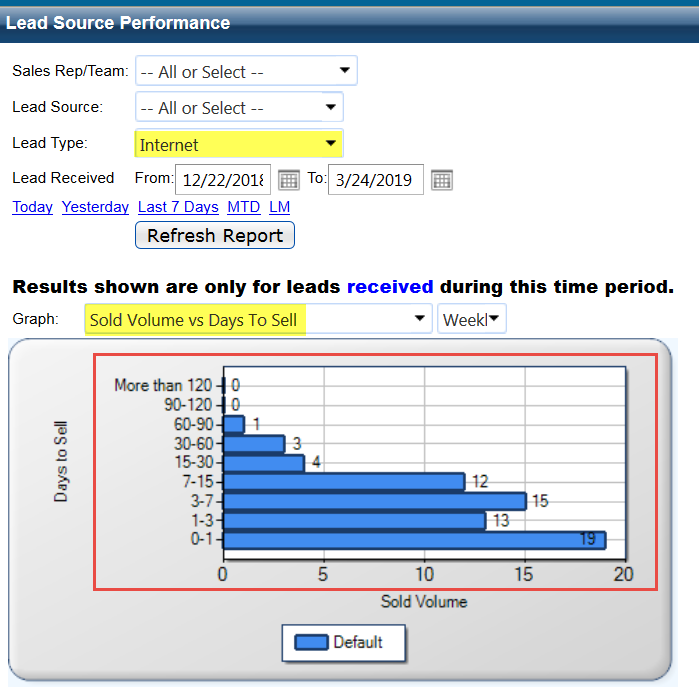 Lead Source Performance
Sales Rep/Team: -- All or Select --
Lead Source: -- All or Select --
Lead Type: Internet
Lead Received From: 12/22/2018 To: 3/24/2019
Today Yesterday Last 7 Days MTD LM
Refresh Report
Results shown are only for leads received during this time period.
Graph: Sold Volume vs Days To Sell Weekl
Days to Sell
More than 120 0
90-120 0
60-90 1
30-60 3
15-30 4
7-15 12
3-7 15
1-3 13
0-1 19
0 5 10 15 20
Sold Volume
Default